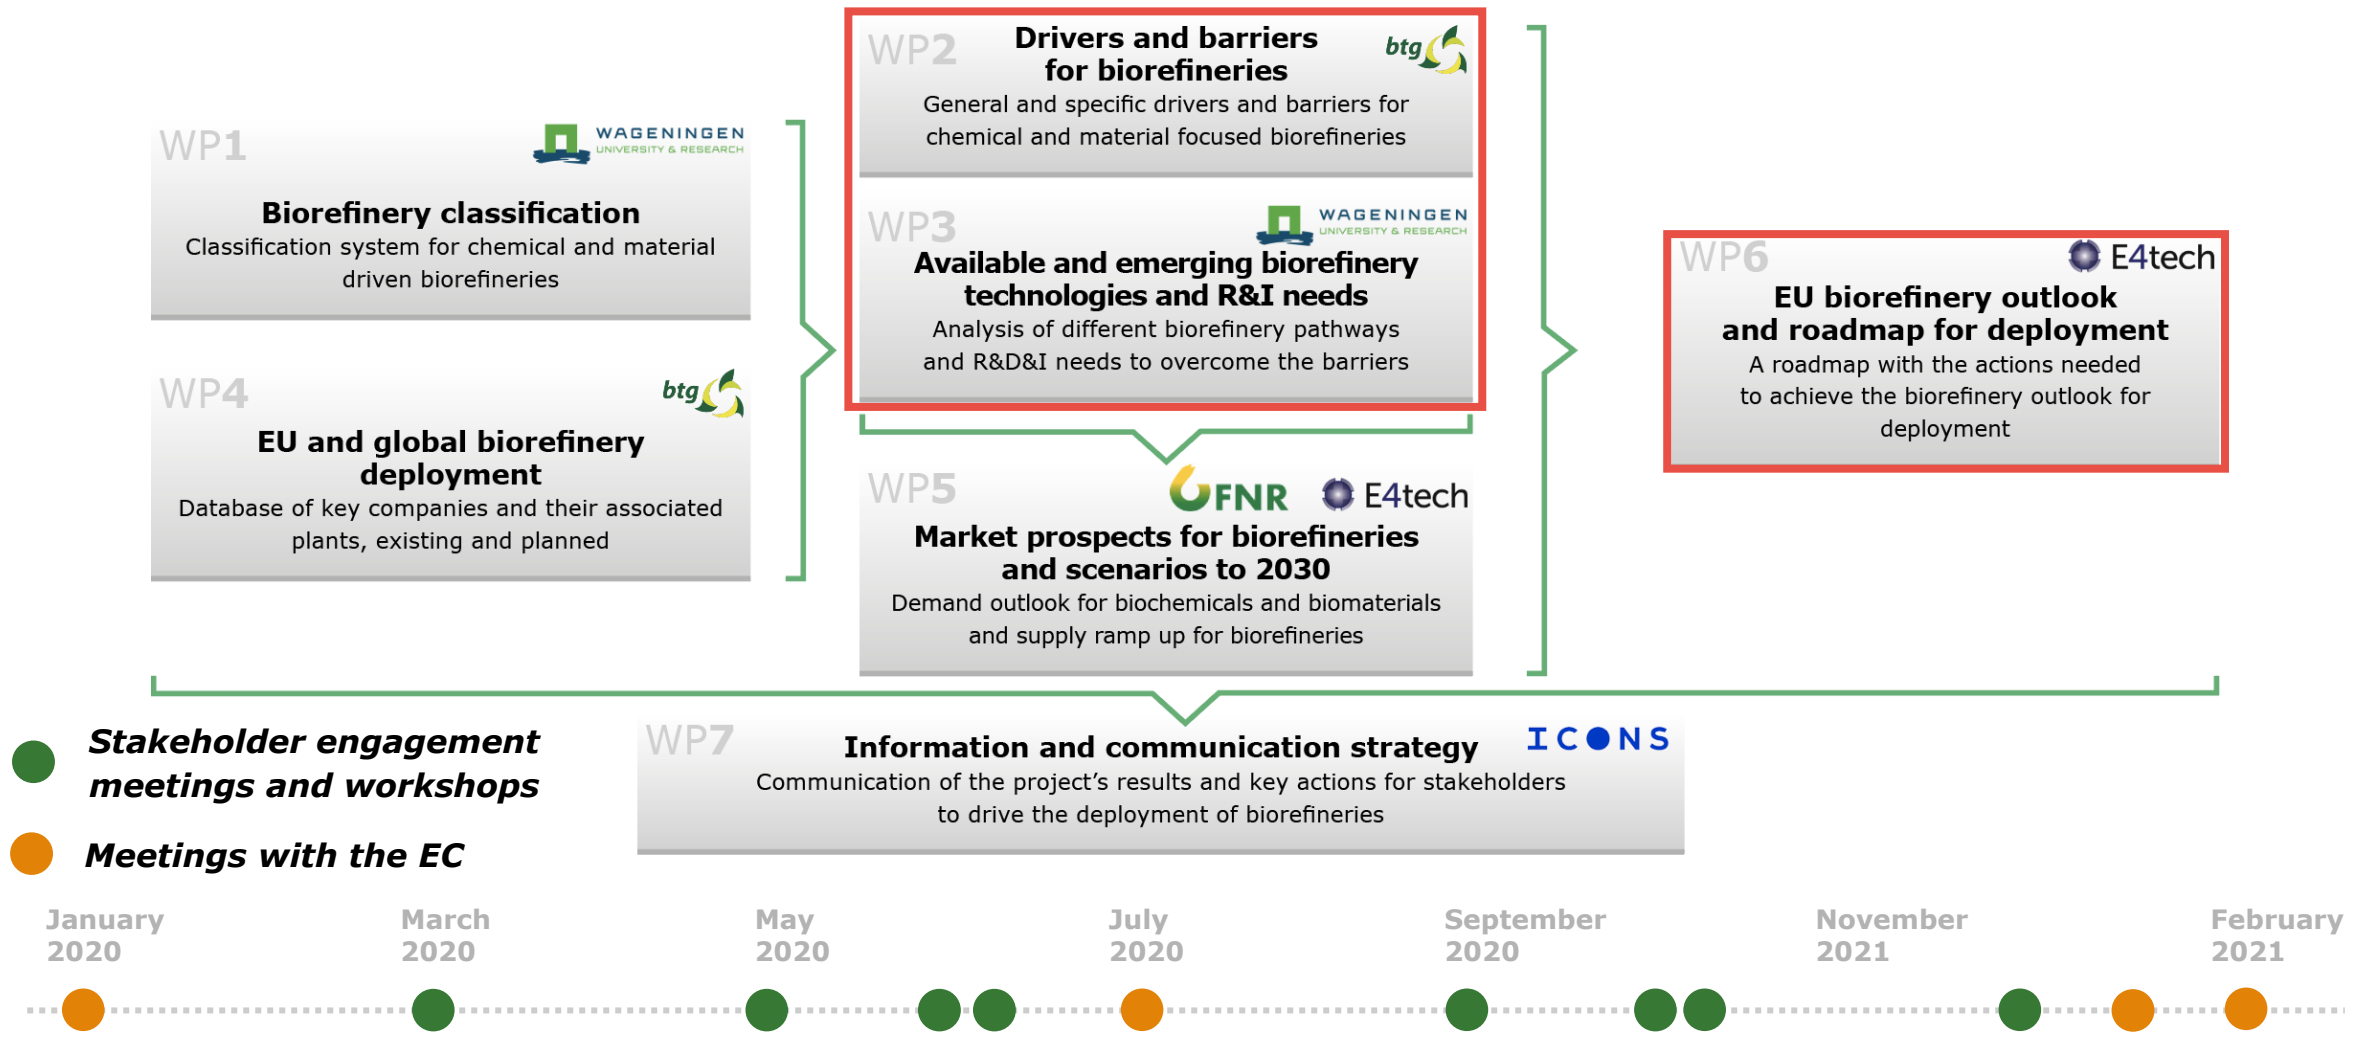 WP1
WAGENINGEN
UNIVERSITY & RESEARCH
Biorefinery classification
Classification system for chemical and material
driven biorefineries
WP4
btg
EU and global biorefinery
deployment
Database of key companies and their associated
plants, existing and planned
WP2
btg
Drivers and barriers
for biorefineries
General and specific drivers and barriers for
chemical and material focused biorefineries
WP3
WAGENINGEN
UNIVERSITY & RESEARCH
Available and emerging biorefinery
technologies and R&I needs
Analysis of different biorefinery pathways
and R&D&I needs to overcome the barriers
WP5
FNR
E4tech
Market prospects for biorefineries
and scenarios to 2030
Demand outlook for biochemicals and biomaterials
and supply ramp up for biorefineries
WP6
E4tech
EU biorefinery outlook
and roadmap for deployment
A roadmap with the actions needed
to achieve the biorefinery outlook for
deployment
WP7
ICONS
Information and communication strategy
Communication of the project's results and key actions for stakeholders
to drive the deployment of biorefineries
Stakeholder engagement
meetings and workshops
Meetings with the EC
January
2020
March
2020
May
2020
July
2020
September
2020
November
2021
February
2021